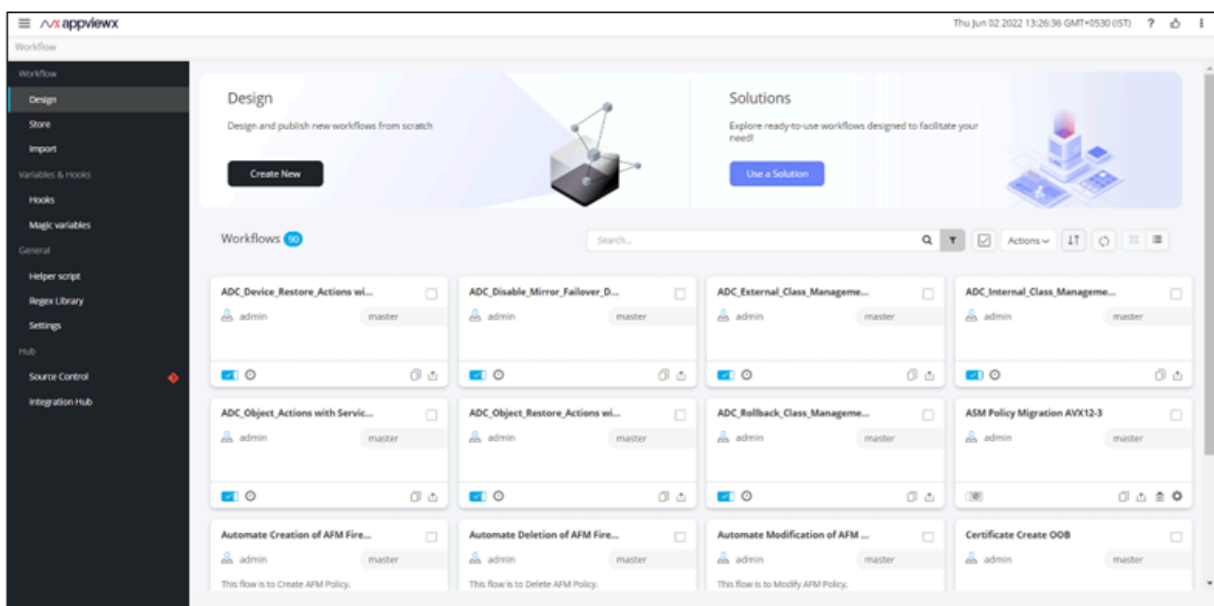 appviewx
Thu Jun 02 2022 13:26:36 GMT+0530 (IST) ?
Workflow
Workflow
Design
Store
Import
Variables & Hooks
Hooks
Magic variables
General
Helper script
Regex Library
Settings
Hub
Source Control
Integration Hub
Design
Design and publish new workflows from scratch
Create New
Solutions
Explore ready-to-use workflows designed to facilitate your
need!
Use a Solution
Workflows 90
Search...
Actions
ADC_Device_Restore_Actions wi...
admin master
ADC_Disable_Mirror_Failover_D...
admin master
ADC_External_Class_Manageme...
admin master
ADC_Internal_Class_Manageme...
admin master
ADC_Object_Actions with Servic...
admin master
ADC_Object_Restore_Actions wi...
admin master
ADC_Rollback_Class_Manageme...
admin master
ASM Policy Migration AVX12-3
admin master
Automate Creation of AFM Fire...
admin master
This flow is to Create AFM Policy.
Automate Deletion of AFM Fire...
admin master
This flow is to Delete AFM Policy.
Automate Modification of AFM ...
admin master
This flow is to Modify AFM Policy.
Certificate Create OOB
admin master